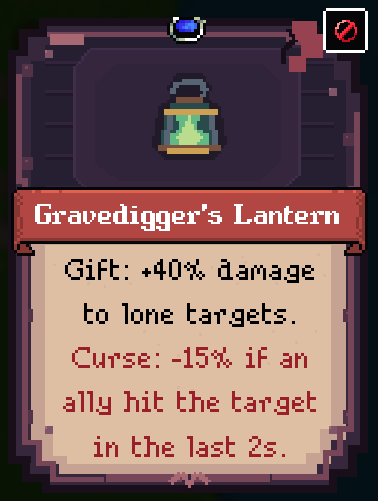 Gravedigger's Lantern
Gift: +40% damage
to lone targets.
Curse: -15% if an
ally hit the target
in the last 2s.